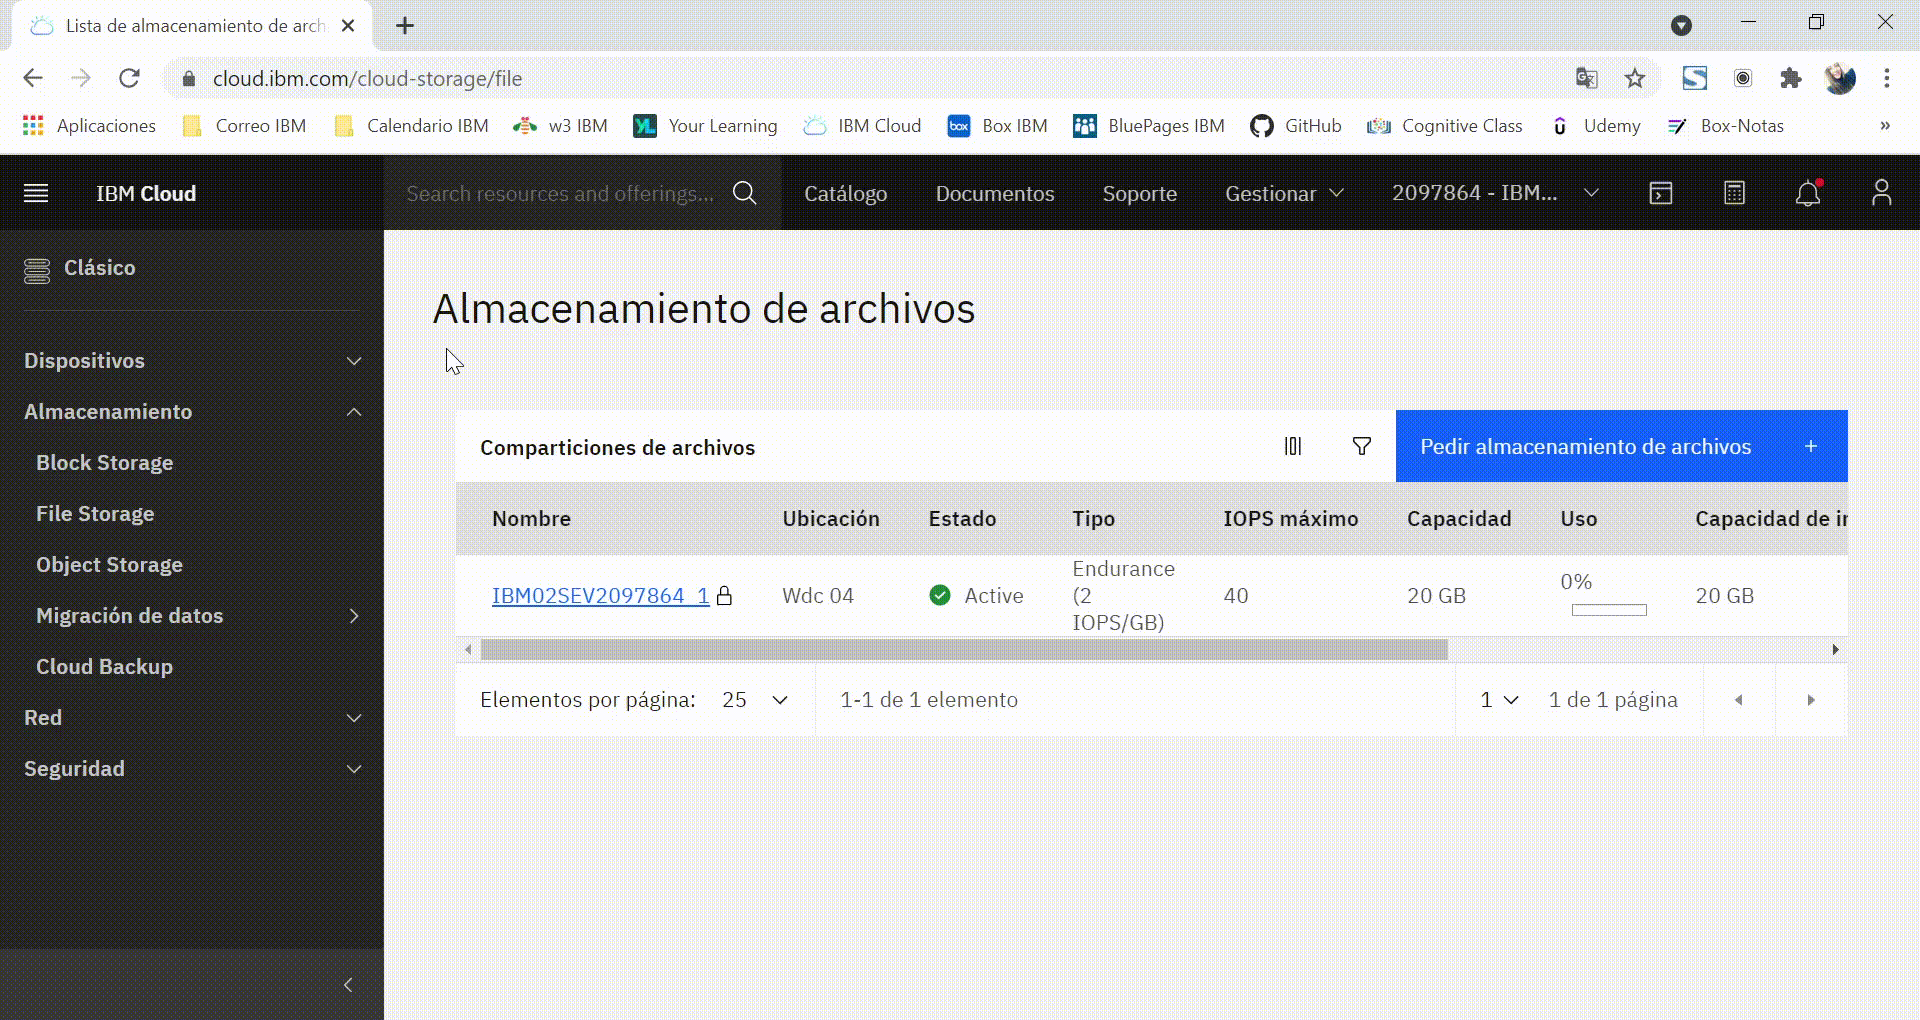 Lista de almacenamiento de arch
cloud.ibm.com/cloud-storage/file
Aplicaciones Correo IBM Calendario IBM w3 IBM YL Your Learning IBM Cloud box Box IBM BluePages IBM GitHub Cognitive Class Udemy Box-Notas »
IBM Cloud Search resources and offerings... Catálogo Documentos Soporte Gestionar 2097864 - IBM...
Clásico
Dispositivos
Almacenamiento
Block Storage
File Storage
Object Storage
Migración de datos
Cloud Backup
Red
Seguridad
Almacenamiento de archivos
Comparticiones de archivos Pedir almacenamiento de archivos +
Nombre Ubicación Estado Tipo IOPS máximo Capacidad Uso Capacidad de in
IBM02SEV2097864_1 Wdc 04 Active Endurance (2 IOPS/GB) 40 20 GB 0% 20 GB
Elementos por página: 25 1-1 de 1 elemento 1 1 de 1 página